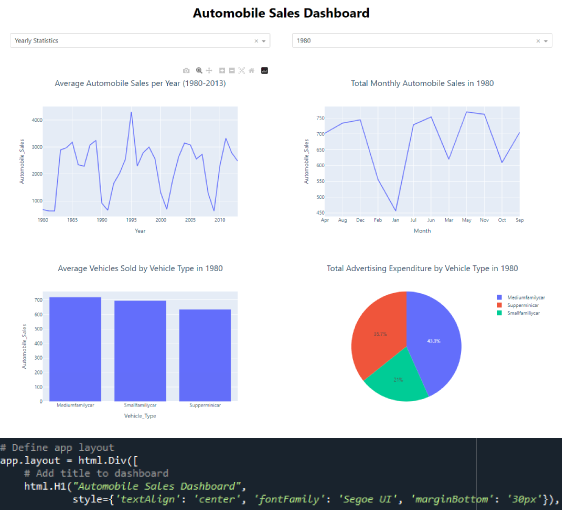 Automobile Sales Dashboard
Yearly Statistics
1980
Average Automobile Sales per Year (1980-2013)
Total Monthly Automobile Sales in 1980
4000
3000
2000
1000
Automobile_Sales
1980 1985 1990 1995 2000 2005 2010
Year
750
700
650
600
550
500
450
Automobile_Sales
Apr Aug Dec Feb Jan Jul Jun Mar May Nov Oct Sep
Month
Average Vehicles Sold by Vehicle Type in 1980
Total Advertising Expenditure by Vehicle Type in 1980
700
600
500
400
300
200
100
0
Automobile_Sales
Mediumfamilycar Smallfamiliycar Supperminicar
Vehicle_Type
43.3%
21%
Mediumfamilycar
Supperminicar
Smallfamiliycar
# Define app layout
app.layout = html.Div([
# Add title to dashboard
html.H1("Automobile Sales Dashboard",
style={'textAlign': 'center', 'fontFamily': 'Segoe UI', 'marginBottom': '30px'}),